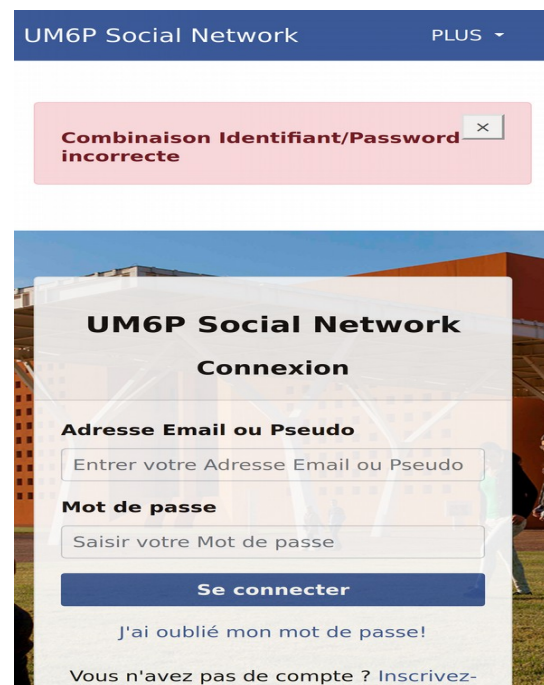 UM6P Social Network PLUS
×
Combinaison Identifiant/Password
incorrecte
UM6P Social Network
Connexion
Adresse Email ou Pseudo
Entrer votre Adresse Email ou Pseudo
Mot de passe
Saisir votre Mot de passe
Se connecter
J'ai oublié mon mot de passe!
Vous n'avez pas de compte ? Inscrivez-